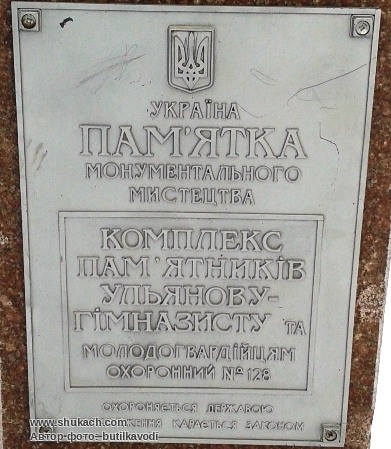 УКРАЇНА
ПАМ'ЯТКА
МОНУМЕНТАЛЬНОГО
МИСТЕЦТВА
КОМПЛЕКС
ПАМ'ЯТНИКІВ
УЛЬЯНОВУ-
ГІМНАЗИСТУ ТА
МОЛОДОГВАРДІЙЦЯМ
ОХОРОННИЙ № 128
ОХОРОНЯЄТЬСЯ ДЕРЖАВОЮ
КАРАЄТЬСЯ ЗАКОНОМ
www.shukach.com
Автор фото: butilkavodi